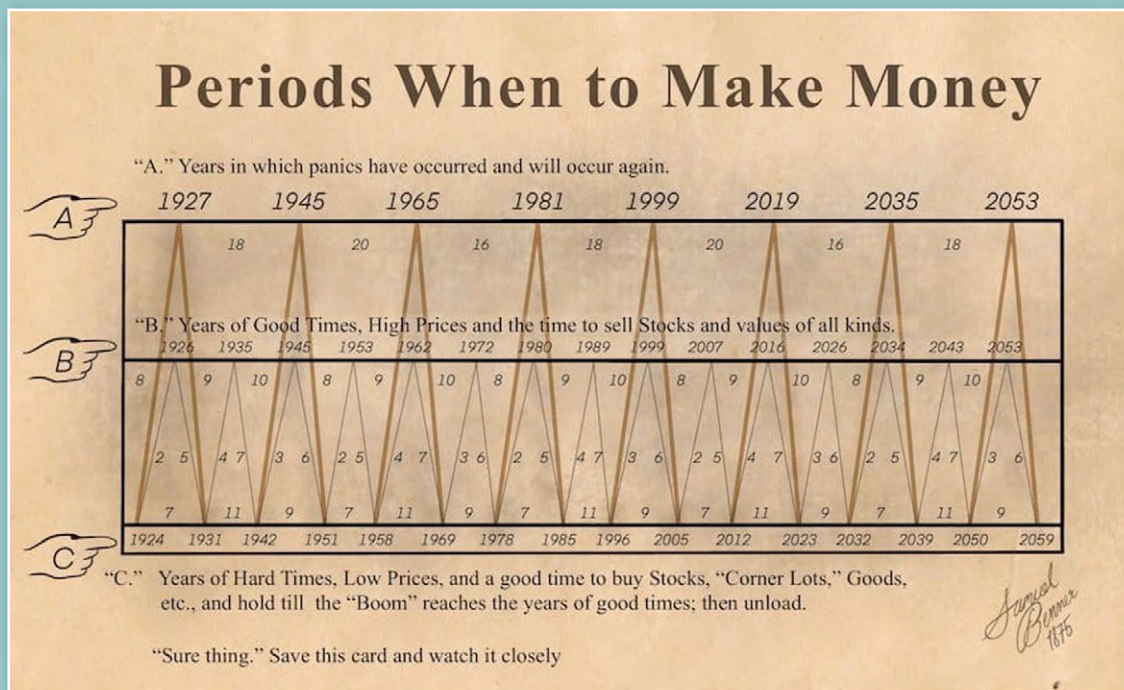 Periods When to Make Money
“A.” Years in which panics have occurred and will occur again.
A
1927 1945 1965 1981 1999 2019 2035 2053
18 20 16 18 20 16 18
“B.” Years of Good Times, High Prices and the time to sell Stocks and values of all kinds.
B
1926 1935 1945 1953 1962 1972 1980 1989 1999 2007 2016 2026 2034 2043 2053
8 9 10 8 9 10 8 9 10 8 9 10 8 9 10
2 5 4 7 3 6 2 5 4 7 3 6 2 5 4 7 3 6 2 5 4 7 3 6 2 5 4 7 3 6
7 11 9 7 11 9 7 11 9 7 11 9 7 11 9
C
1924 1931 1942 1951 1958 1969 1978 1985 1996 2005 2012 2023 2032 2039 2050 2059
“C.” Years of Hard Times, Low Prices, and a good time to buy Stocks, “Corner Lots,” Goods,
etc., and hold till the “Boom” reaches the years of good times; then unload.
“Sure thing.” Save this card and watch it closely
Samuel
Benner
1875